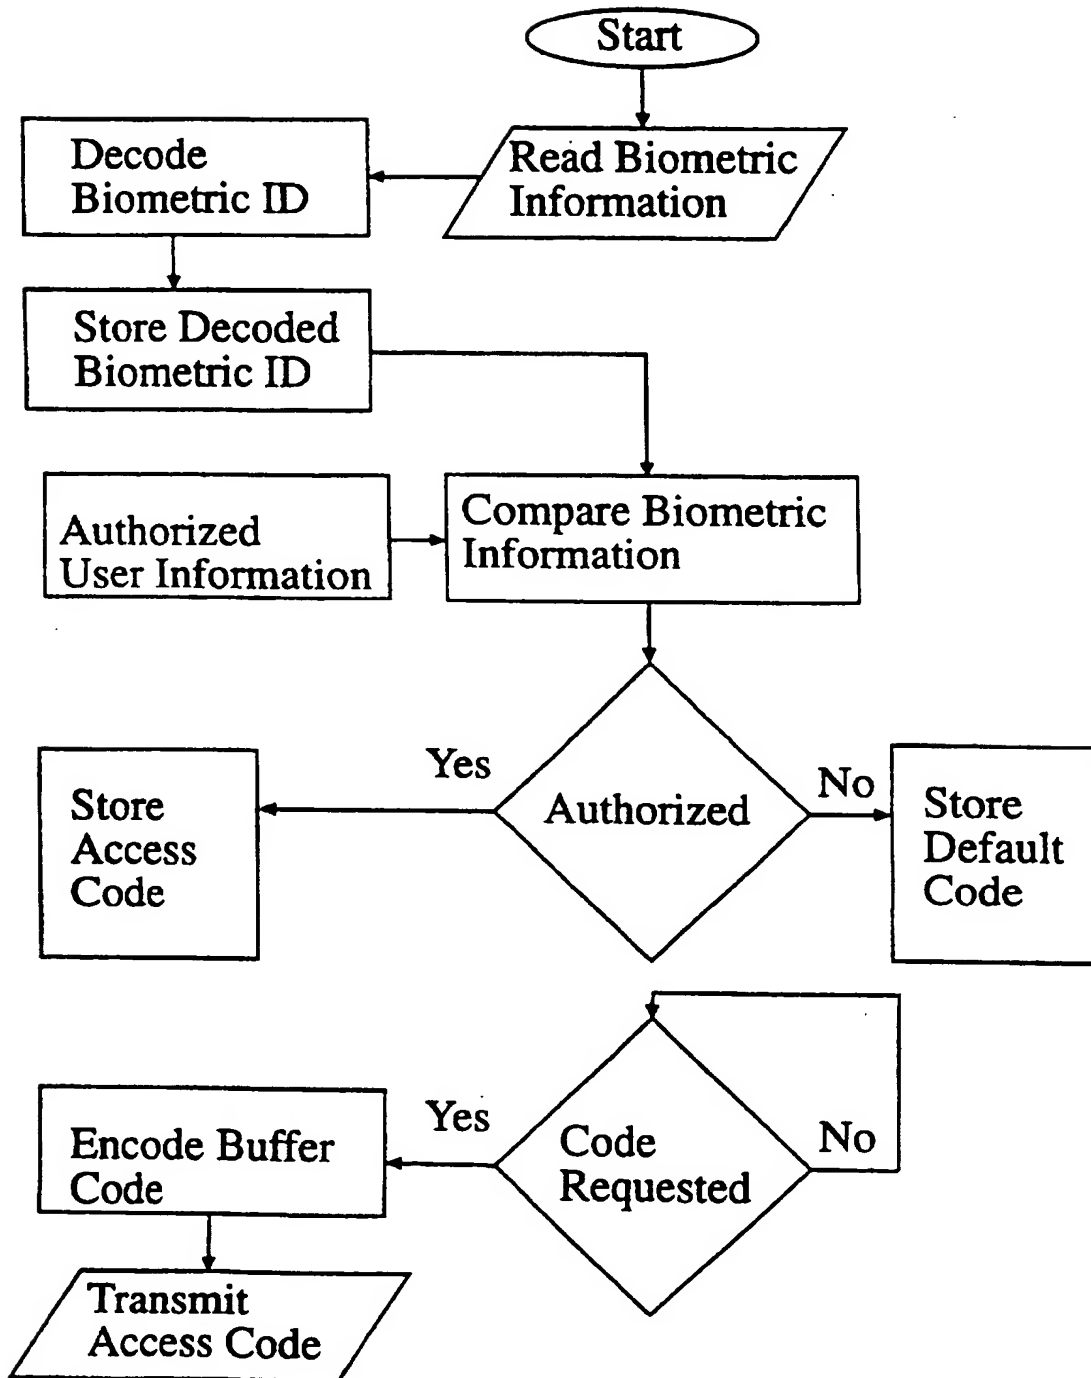 Start
Read Biometric
Information
Decode
Biometric ID
Store Decoded
Biometric ID
Authorized
User Information
Compare Biometric
Information
Authorized
Yes
No
Store
Access
Code
Store
Default
Code
Code
Requested
Yes
No
Encode Buffer
Code
Transmit
Access Code